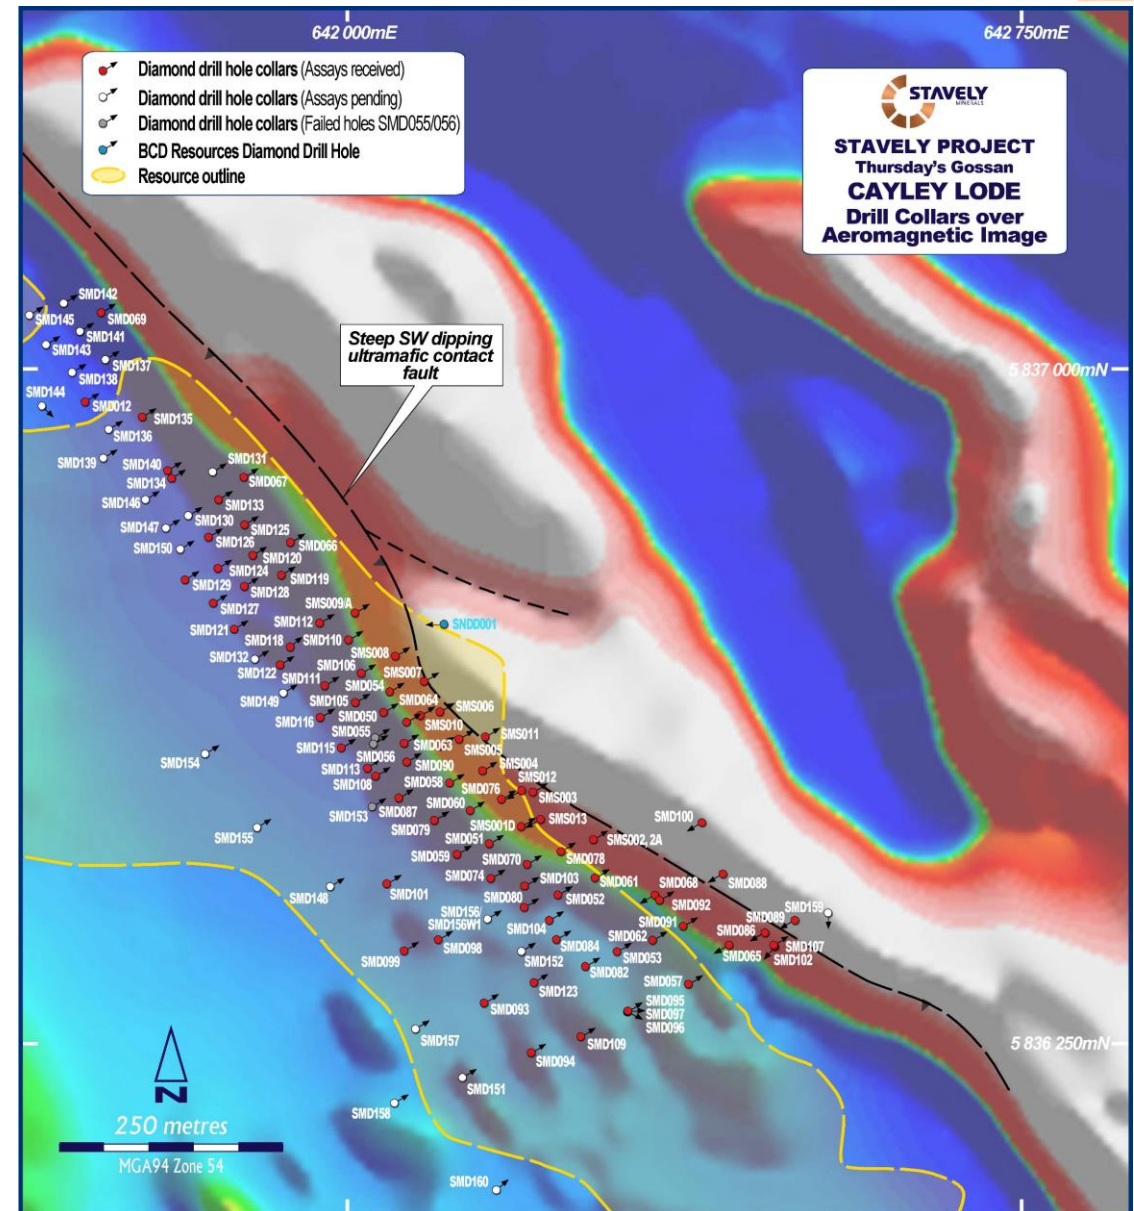 642 000mE
642 750mE
Diamond drill hole collars (Assays received)
Diamond drill hole collars (Assays pending)
Diamond drill hole collars (Failed holes SMD055/056)
BCD Resources Diamond Drill Hole
Resource outline
STAVELY
MINERALS
STAVELY PROJECT
Thursday's Gossan
CAYLEY LODE
Drill Collars over
Aeromagnetic Image
Steep SW dipping
ultramafic contact
fault
5 837 000mN
SMD142
SMD145
SMD069
SMD141
SMD143
SMD137
SMD138
SMD144
SMD012
SMD135
SMD136
SMD139
SMD140
SMD131
SMD134
SMD067
SMD146
SMD133
SMD147
SMD130
SMD125
SMD150
SMD126
SMD066
SMD120
SMD124
SMD119
SMD129
SMD128
SMD127
SMS009/A
SMD112
SNDD001
SMD121
SMD118
SMD110
SMD132
SMS008
SMD122
SMD106
SMS007
SMD111
SMD054
SMD149
SMD105
SMD064
SMS006
SMD116
SMD050
SMS010
SMD055
SMS011
SMD115
SMD056
SMD063
SMS005
SMD154
SMD113
SMD090
SMS004
SMD108
SMD058
SMS012
SMD076
SMS003
SMD153
SMD087
SMD060
SMD079
SMS001D
SMS013
SMD100
SMD155
SMD051
SMS002, 2A
SMD059
SMD070
SMD078
SMD074
SMD103
SMD061
SMD088
SMD148
SMD101
SMD080
SMD052
SMD068
SMD092
SMD159
SMD156/
SMD156W1
SMD104
SMD091
SMD089
SMD086
SMD098
SMD084
SMD062
SMD107
SMD099
SMD152
SMD053
SMD065
SMD102
SMD082
SMD057
SMD123
SMD093
SMD095
SMD097
SMD096
SMD157
SMD109
SMD094
5 836 250mN
SMD151
SMD158
N
250 metres
MGA94 Zone 54
SMD160